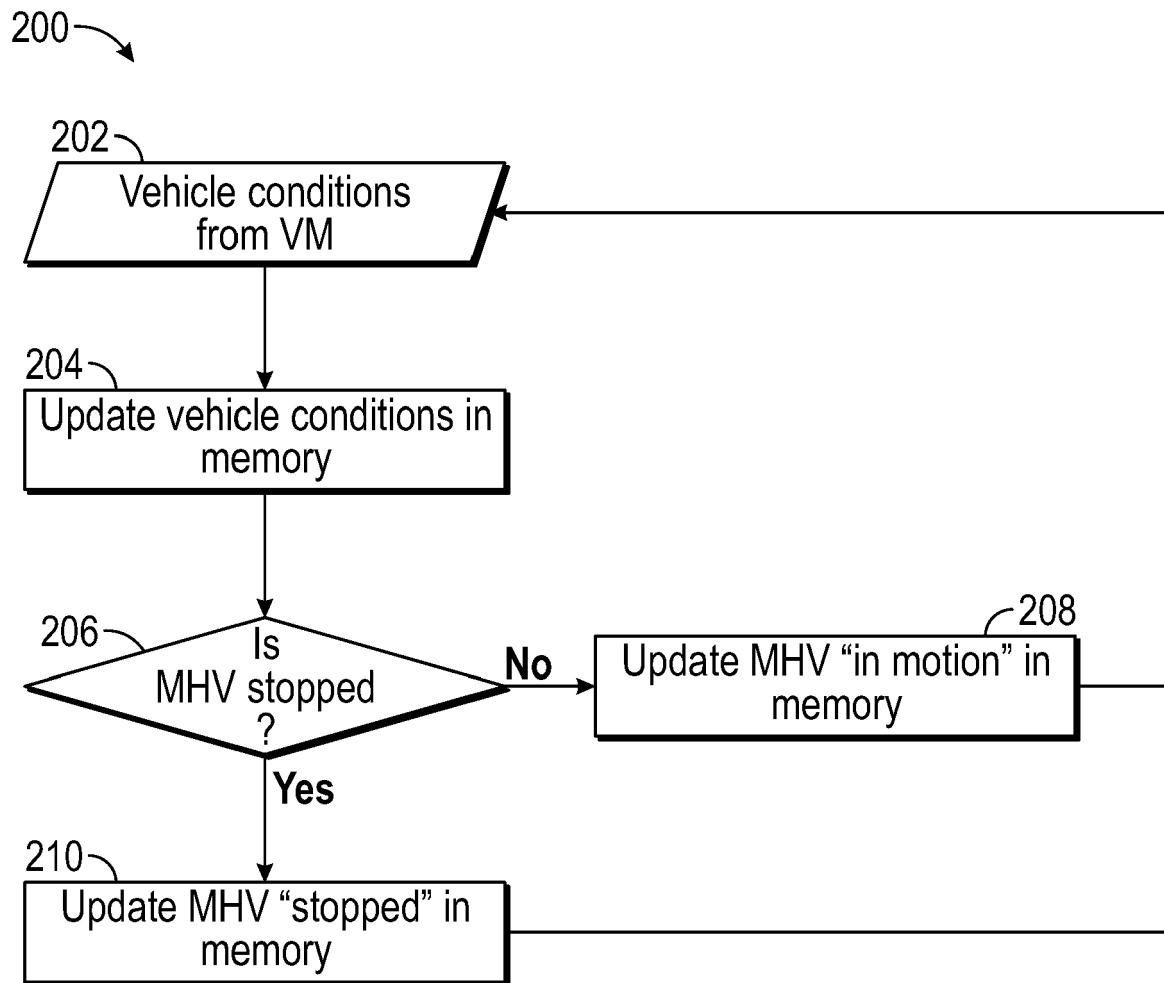 200
202
Vehicle conditions
from VM
204
Update vehicle conditions in
memory
206
Is
MHV stopped
?
No
208
Update MHV “in motion” in
memory
Yes
210
Update MHV “stopped” in
memory